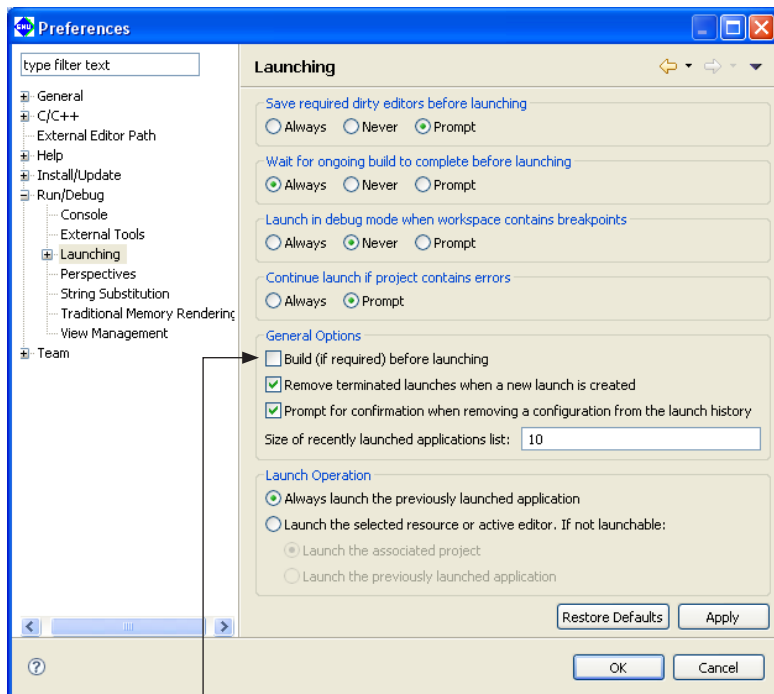 Preferences
type filter text
Launching
General
C/C++
External Editor Path
Help
Install/Update
Run/Debug
Console
External Tools
Launching
Perspectives
String Substitution
Traditional Memory Rendering
View Management
Team
Save required dirty editors before launching
Always Never Prompt
Wait for ongoing build to complete before launching
Always Never Prompt
Launch in debug mode when workspace contains breakpoints
Always Never Prompt
Continue launch if project contains errors
Always Prompt
General Options
Build (if required) before launching
Remove terminated launches when a new launch is created
Prompt for confirmation when removing a configuration from the launch history
Size of recently launched applications list: 10
Launch Operation
Always launch the previously launched application
Launch the selected resource or active editor. If not launchable:
Launch the associated project
Launch the previously launched application
Restore Defaults Apply
OK Cancel